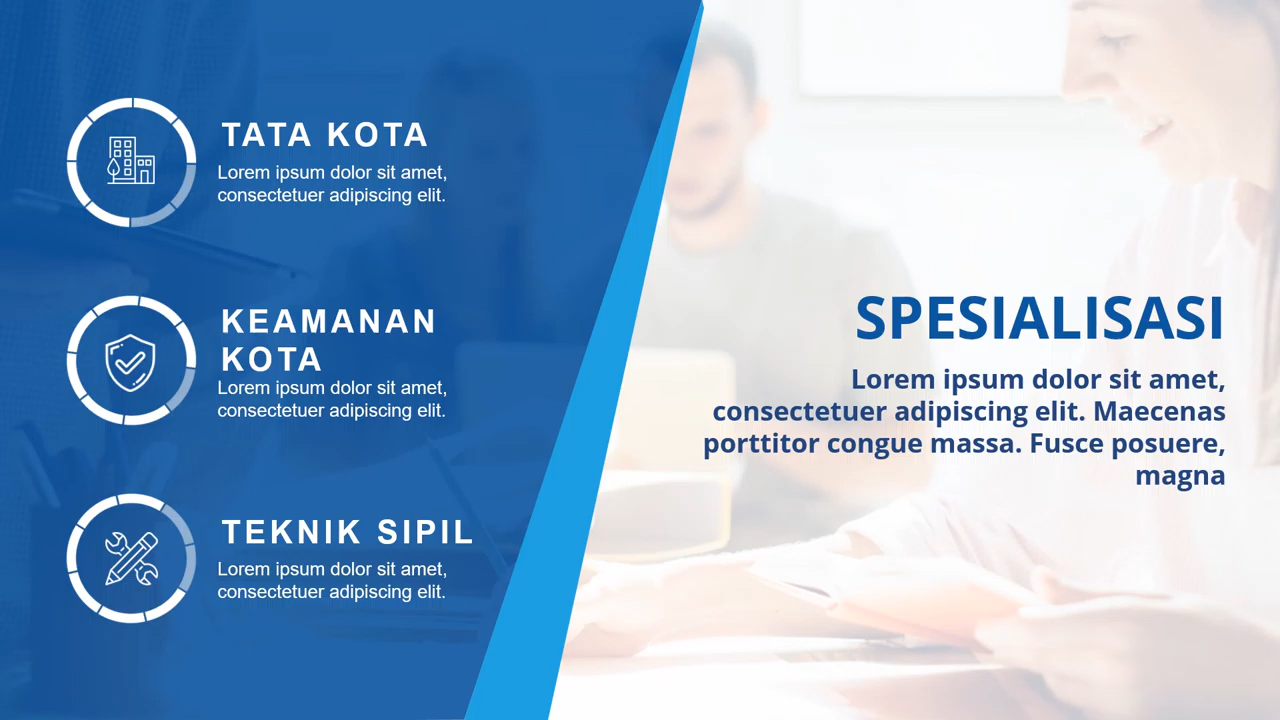 TATA KOTA
Lorem ipsum dolor sit amet,
consectetuer adipiscing elit.
KEAMANAN
KOTA
Lorem ipsum dolor sit amet,
consectetuer adipiscing elit.
TEKNIK SIPIL
Lorem ipsum dolor sit amet,
consectetuer adipiscing elit.
SPESIALISASI
Lorem ipsum dolor sit amet,
consectetuer adipiscing elit. Maecenas
porttitor congue massa. Fusce posuere,
magna